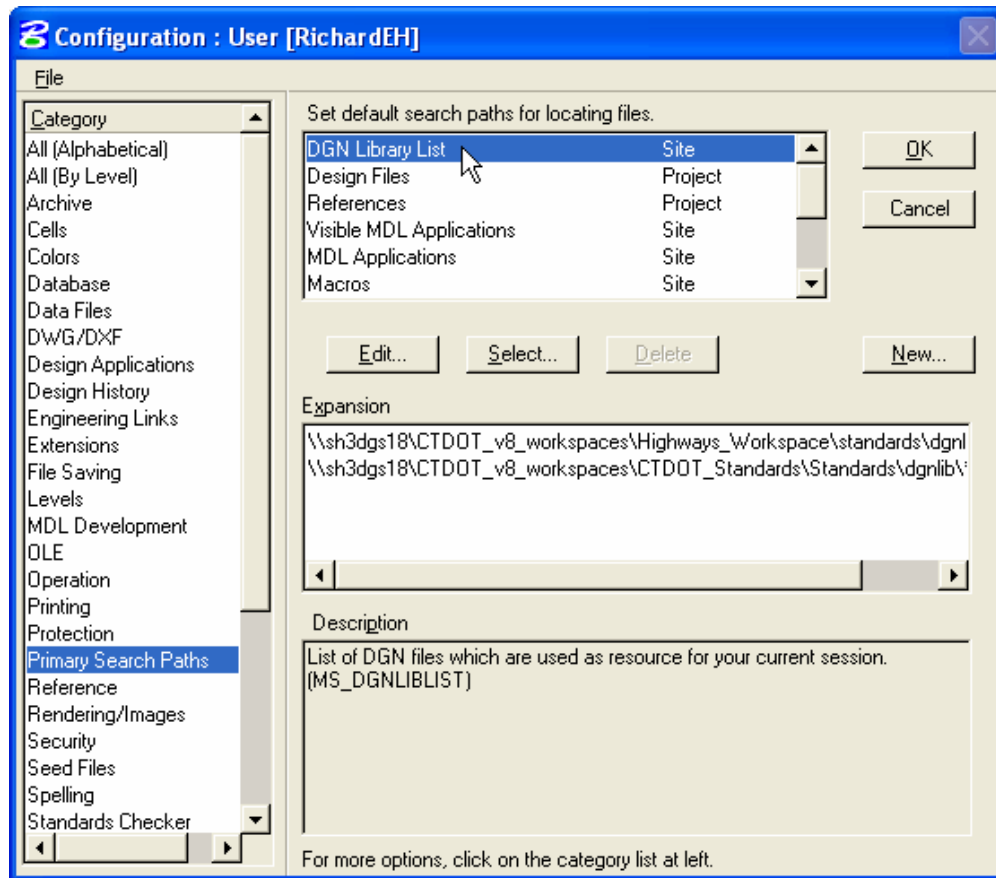 Configuration : User [RichardEH]
File
Category
All (Alphabetical)
All (By Level)
Archive
Cells
Colors
Database
Data Files
DWG/DXF
Design Applications
Design History
Engineering Links
Extensions
File Saving
Levels
MDL Development
OLE
Operation
Printing
Protection
Primary Search Paths
Reference
Rendering/Images
Security
Seed Files
Spelling
Standards Checker
Set default search paths for locating files.
DGN Library List Site
Design Files Project
References Project
Visible MDL Applications Site
MDL Applications Site
Macros Site
OK
Cancel
Edit... Select... Delete New...
Expansion
\\sh3dgs18\CTDOT_v8_workspaces\Highways_Workspace\standards\dgnl
\\sh3dgs18\CTDOT_v8_workspaces\CTDOT_Standards\Standards\dgnlib\*
Description
List of DGN files which are used as resource for your current session.
(MS_DGNLIBLIST)
For more options, click on the category list at left.